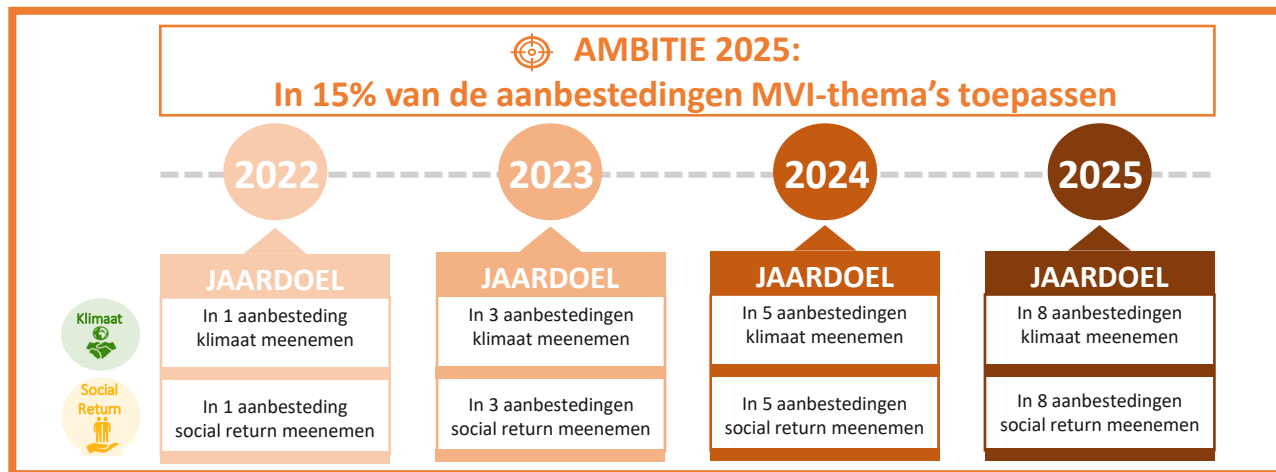 AMBITIE 2025:
In 15% van de aanbestedingen MVI-thema's toepassen
2022
2023
2024
2025
JAARDOEL
JAARDOEL
JAARDOEL
JAARDOEL
Klimaat
In 1 aanbesteding
klimaat meenemen
In 3 aanbestedingen
klimaat meenemen
In 5 aanbestedingen
klimaat meenemen
In 8 aanbestedingen
klimaat meenemen
Social
Return
In 1 aanbesteding
social return meenemen
In 3 aanbestedingen
social return meenemen
In 5 aanbestedingen
social return meenemen
In 8 aanbestedingen
social return meenemen